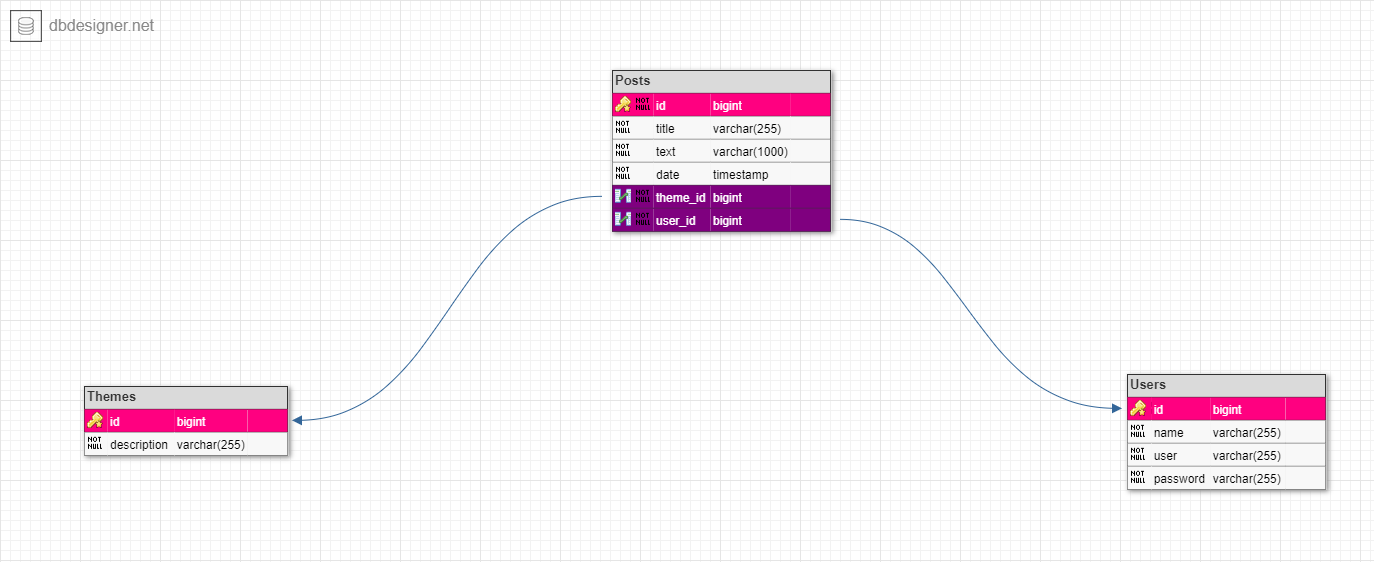 dbdesigner.net
Posts
NOT NULL id bigint
NOT NULL title varchar(255)
NOT NULL text varchar(1000)
NOT NULL date timestamp
NOT NULL theme_id bigint
NOT NULL user_id bigint
Themes
id bigint
NOT NULL description varchar(255)
Users
id bigint
NOT NULL name varchar(255)
NOT NULL user varchar(255)
NOT NULL password varchar(255)